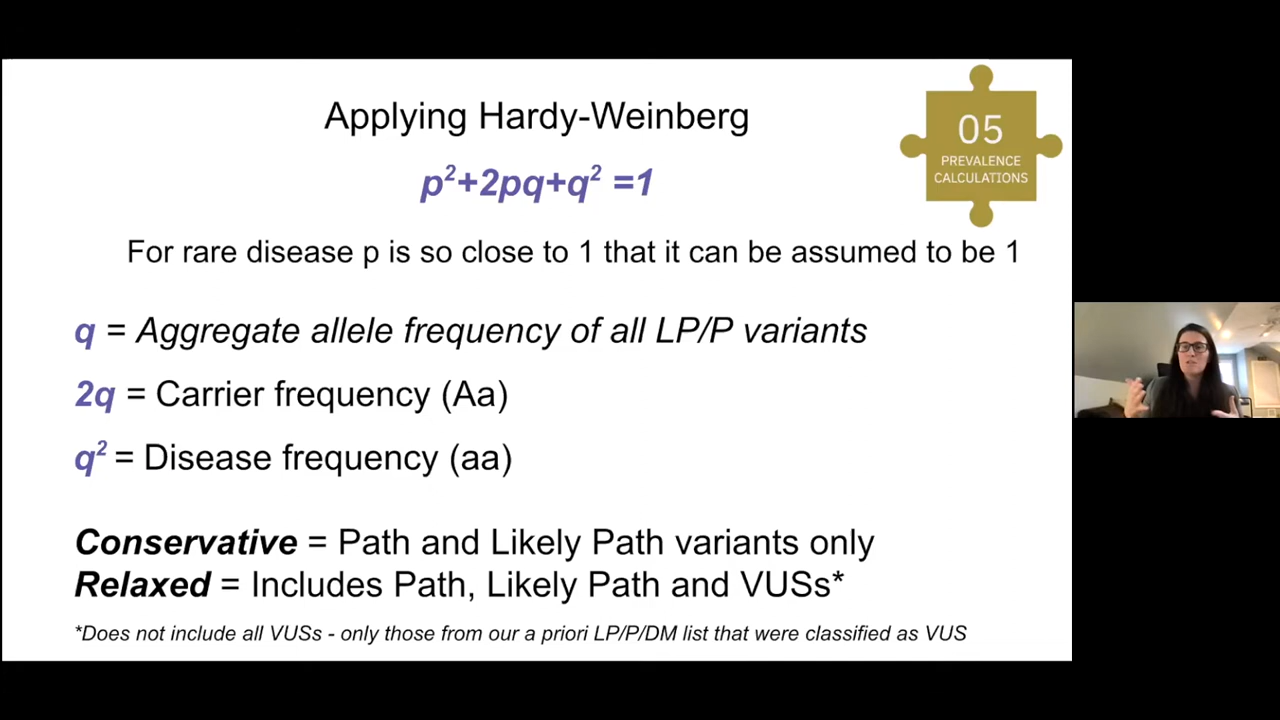 Applying Hardy-Weinberg
05
PREVALENCE
CALCULATIONS
p²+2pq+q² =1
For rare disease p is so close to 1 that it can be assumed to be 1
q = Aggregate allele frequency of all LP/P variants
2q = Carrier frequency (Aa)
q² = Disease frequency (aa)
Conservative = Path and Likely Path variants only
Relaxed = Includes Path, Likely Path and VUSs*
*Does not include all VUSs - only those from our a priori LP/P/DM list that were classified as VUS